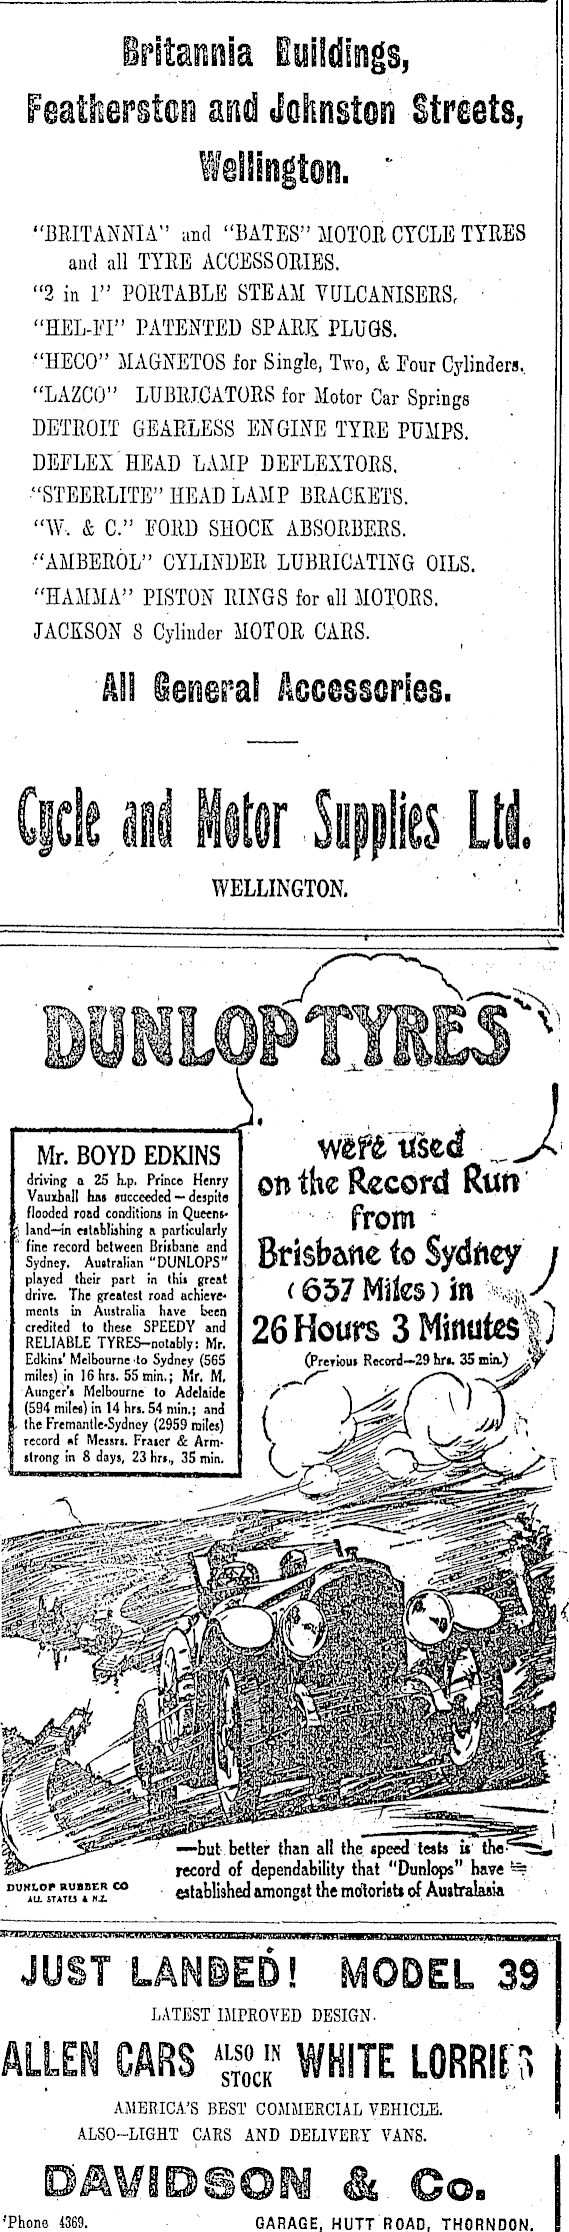 Britannia Buildings,
Featherston and Johnston Streets,
Wellington.
"BRITANNIA" and "BATES" MOTOR CYCLE TYRES
and all TYRE ACCESSORIES.
"2 in 1" PORTABLE STEAM VULCANISERS,
"HEL-FI" PATENTED SPARK PLUGS.
"HECO" MAGNETOS for Single, Two, & Four Cylinders.
"LAZCO" LUBRICATORS for Motor Car Springs
DETROIT GEARLESS ENGINE TYRE PUMPS.
DEFLEX HEAD LAMP DEFLEXTORS.
"STEERLITE" HEAD LAMP BRACKETS.
"W. & C." FORD SHOCK ABSORBERS.
"AMBEROL" CYLINDER LUBRICATING OILS.
"HAMMA" PISTON RINGS for all MOTORS.
JACKSON 8 Cylinder MOTOR CARS.
All General Accessories.
Cycle and Motor Supplies Ltd.
WELLINGTON.
DUNLOP TYRES
Mr. BOYD EDKINS
driving a 25 h.p. Prince Henry
Vauxhall has succeeded—despite
flooded road conditions in Queens-
land—in establishing a particularly
fine record between Brisbane and
Sydney. Australian "DUNLOPS"
played their part in this great
drive. The greatest road achieve-
ments in Australia have been
credited to these SPEEDY and
RELIABLE TYRES—notably: Mr.
Edkins' Melbourne to Sydney (565
miles) in 16 hrs. 55 min.; Mr. M.
Aunger's Melbourne to Adelaide
(594 miles) in 14 hrs. 54 min.; and
the Fremantle-Sydney (2959 miles)
record of Messrs. Fraser & Arm-
strong in 8 days, 23 hrs., 35 min.
were used
on the Record Run
from
Brisbane to Sydney
(637 Miles) in
26 Hours 3 Minutes
(Previous Record—29 hrs. 35 min.)
—but better than all the speed tests is the
record of dependability that "Dunlops" have
established amongst the motorists of Australasia
DUNLOP RUBBER CO
ALL STATES & N.Z.
JUST LANDED! MODEL 39
LATEST IMPROVED DESIGN.
ALLEN CARS ALSO IN STOCK WHITE LORRIES
AMERICA'S BEST COMMERCIAL VEHICLE.
ALSO—LIGHT CARS AND DELIVERY VANS.
DAVIDSON & Co.
'Phone 4369. GARAGE, HUTT ROAD, THORNDON.